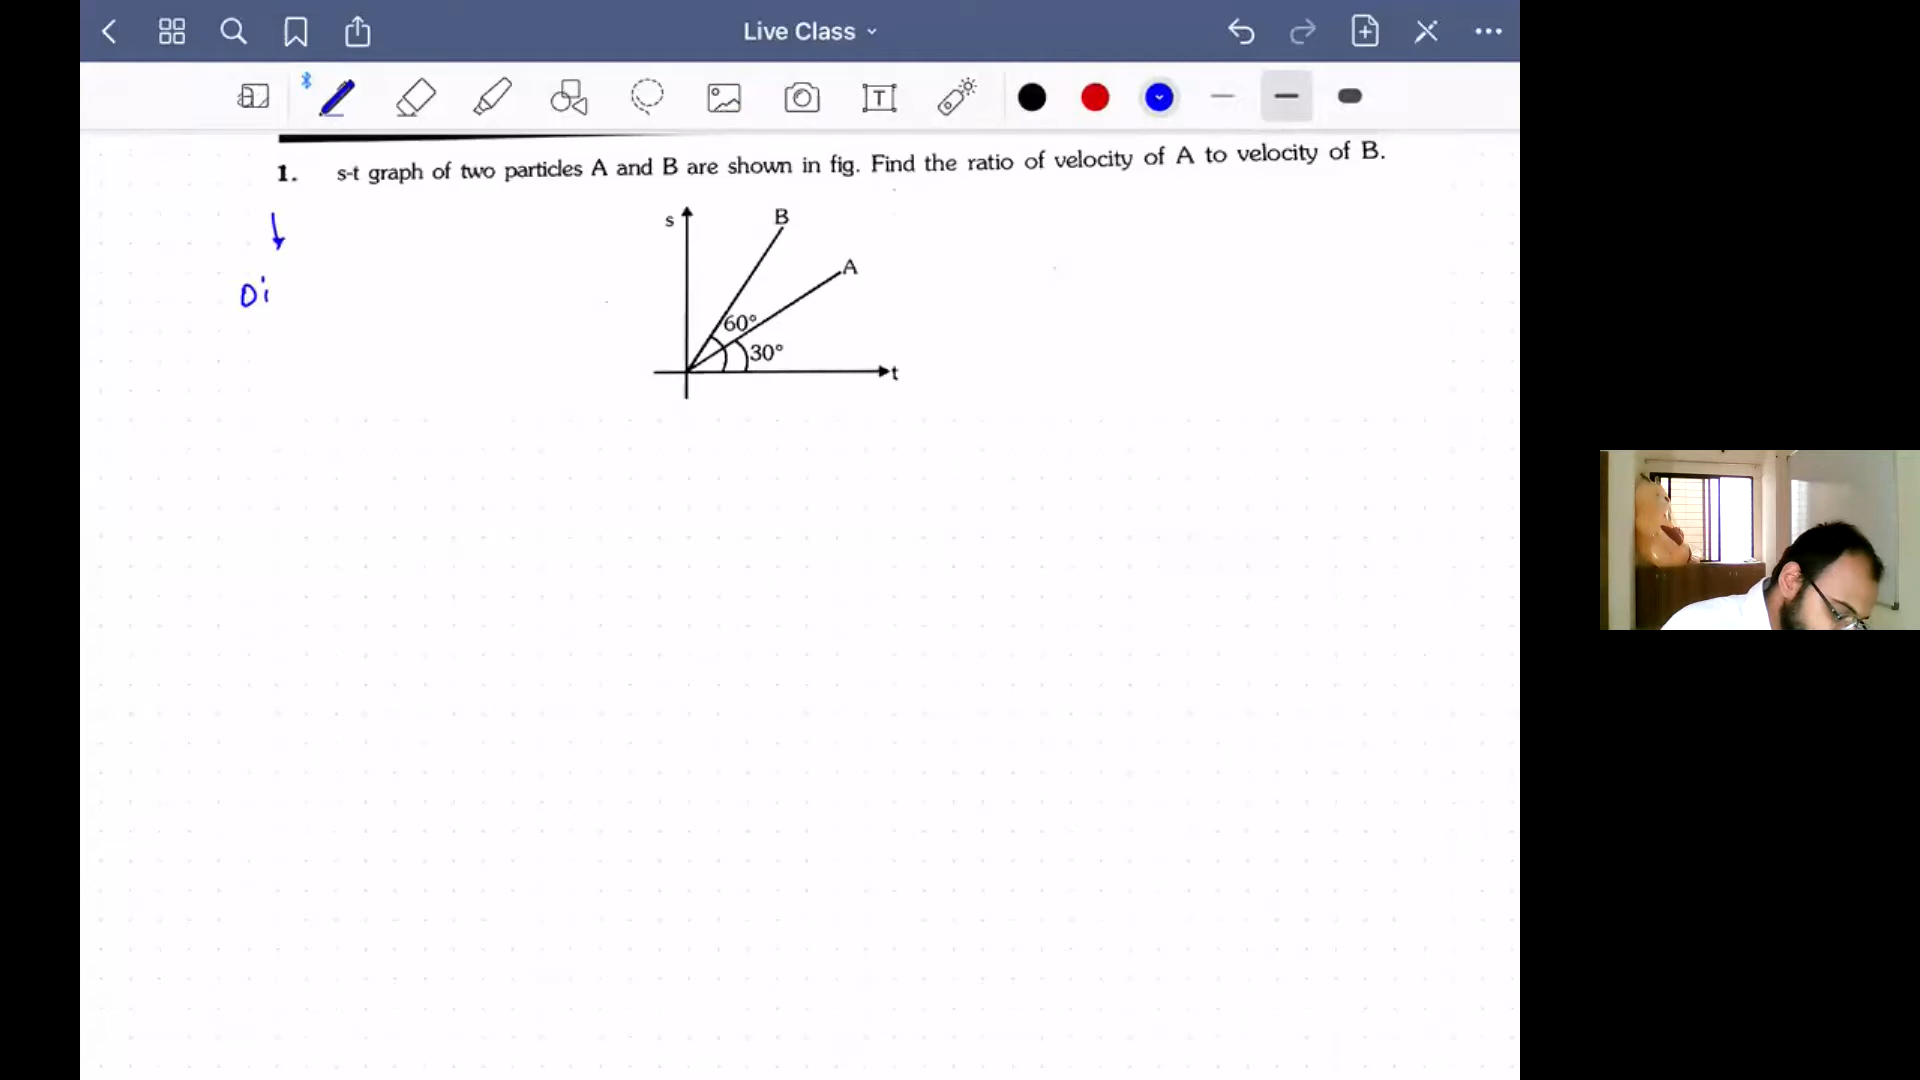 Live Class
T
1. s-t graph of two particles A and B are shown in fig. Find the ratio of velocity of A to velocity of B.
s
B
A
60°
30°
t
Di